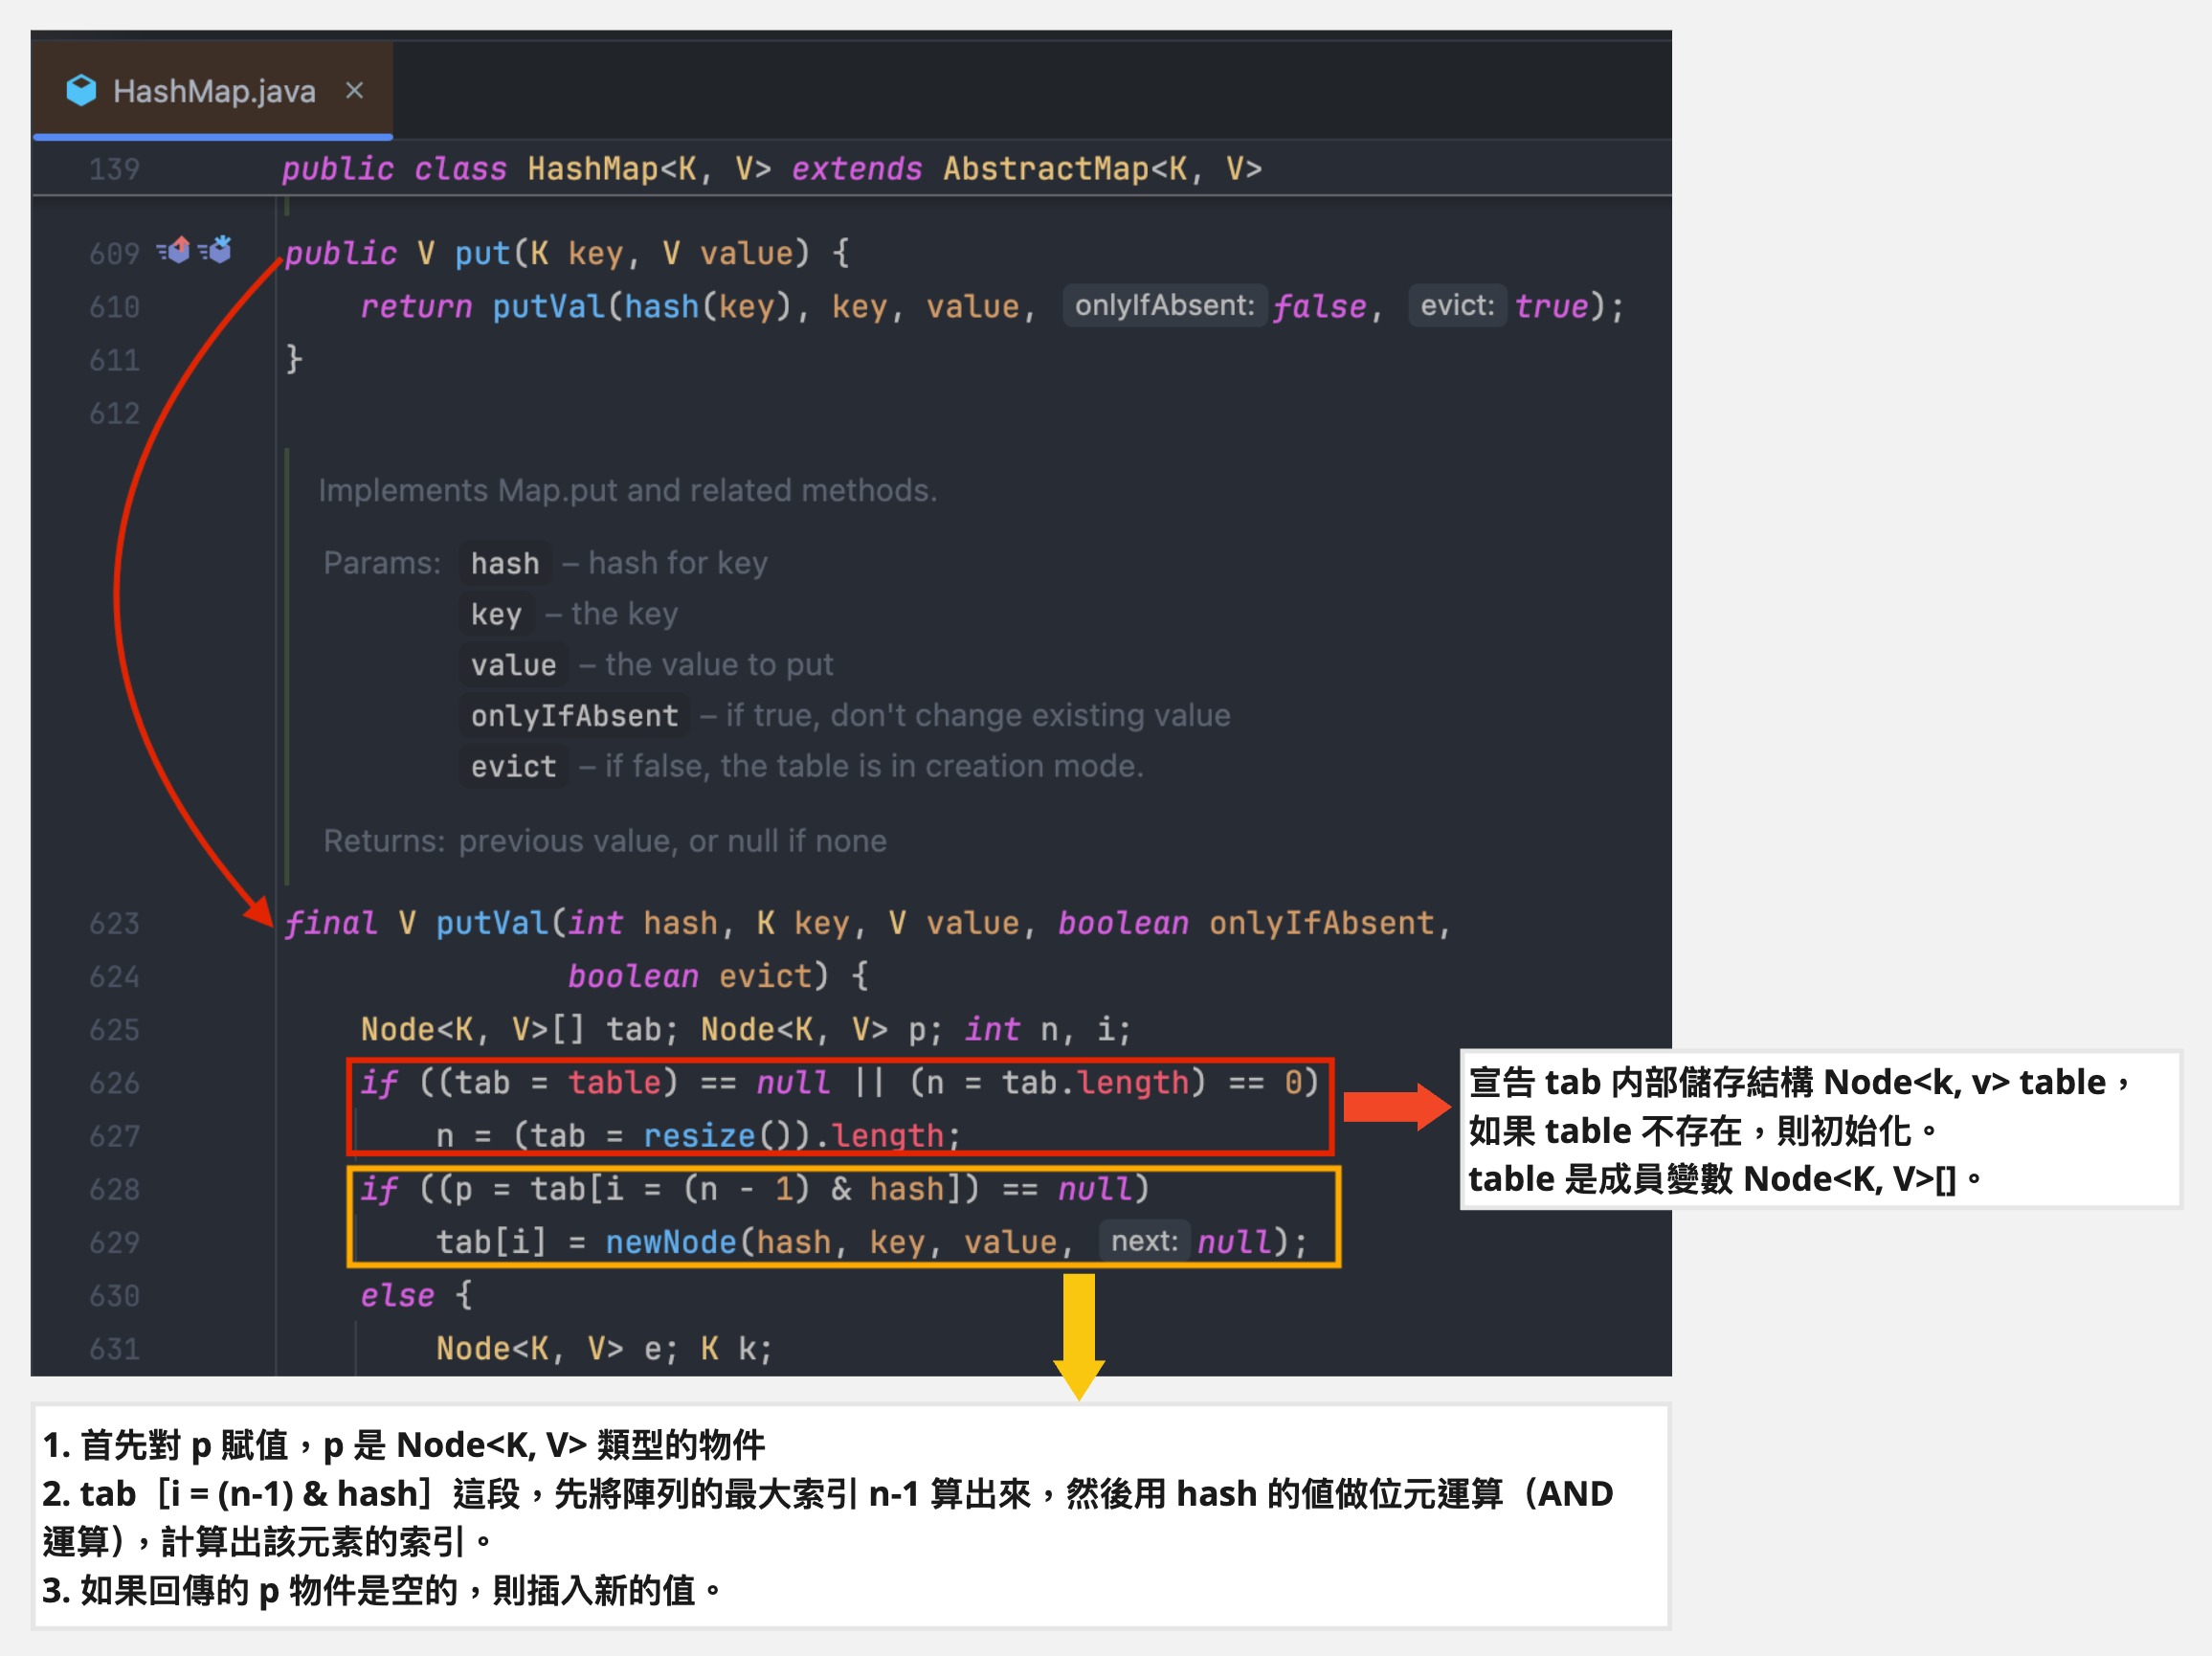 HashMap.java ×
139 public class HashMap<K, V> extends AbstractMap<K, V>
609 public V put(K key, V value) {
610 return putVal(hash(key), key, value, onlyIfAbsent: false, evict: true);
611 }
612
Implements Map.put and related methods.
Params: hash – hash for key
key – the key
value – the value to put
onlyIfAbsent – if true, don't change existing value
evict – if false, the table is in creation mode.
Returns: previous value, or null if none
623 final V putVal(int hash, K key, V value, boolean onlyIfAbsent,
624 boolean evict) {
625 Node<K, V>[] tab; Node<K, V> p; int n, i;
626 if ((tab = table) == null || (n = tab.length) == 0)
627 n = (tab = resize()).length;
628 if ((p = tab[i = (n - 1) & hash]) == null)
629 tab[i] = newNode(hash, key, value, next: null);
630 else {
631 Node<K, V> e; K k;
宣告 tab 內部儲存結構 Node<k, v> table，
如果 table 不存在，則初始化。
table 是成員變數 Node<K, V>[]。
1. 首先對 p 賦值，p 是 Node<K, V> 類型的物件
2. tab［i = (n-1) & hash］這段，先將陣列的最大索引 n-1 算出來，然後用 hash 的值做位元運算（AND
運算），計算出該元素的索引。
3. 如果回傳的 p 物件是空的，則插入新的值。